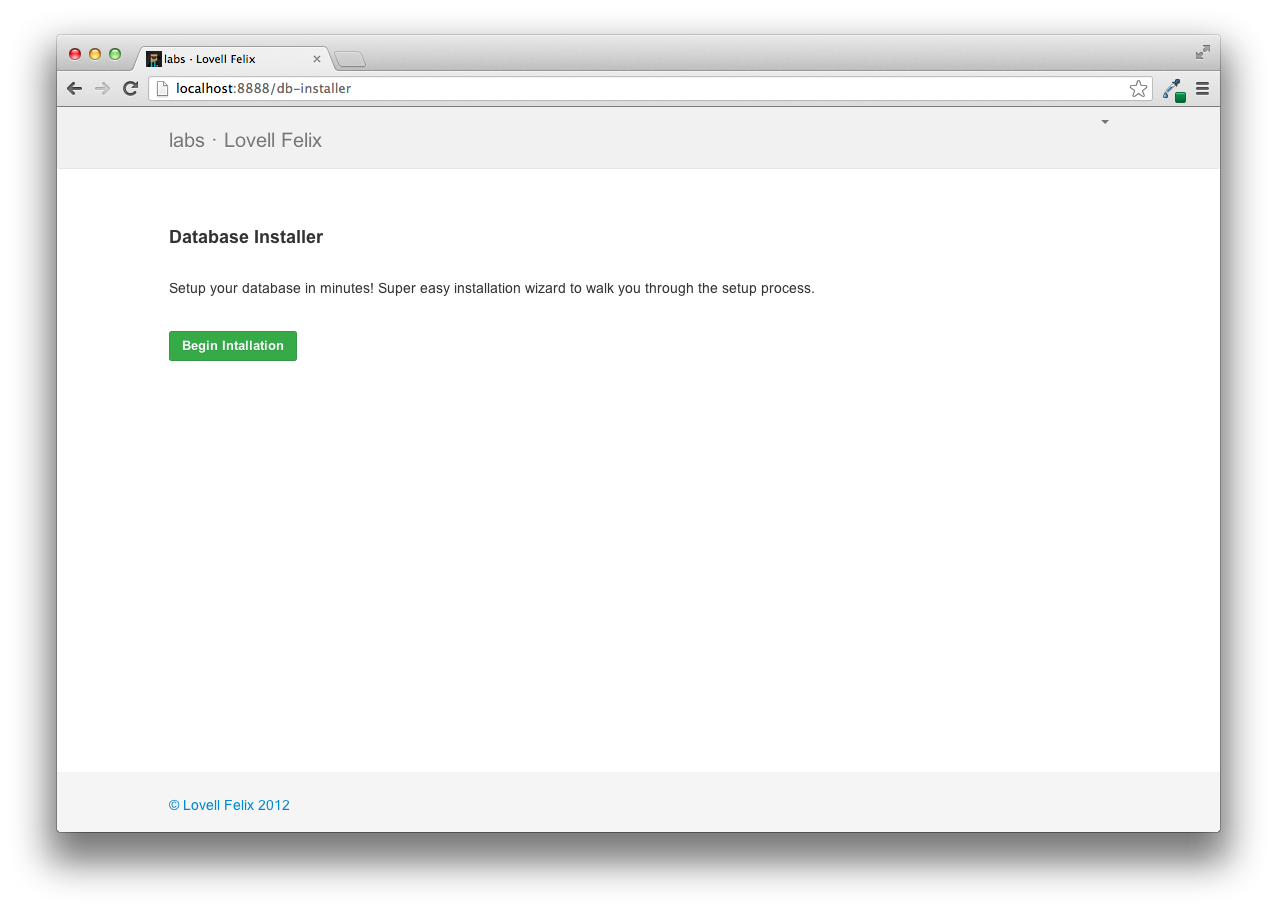 labs · Lovell Felix
localhost:8888/db-installer
labs · Lovell Felix
Database Installer
Setup your database in minutes! Super easy installation wizard to walk you through the setup process.
Begin Intallation
© Lovell Felix 2012